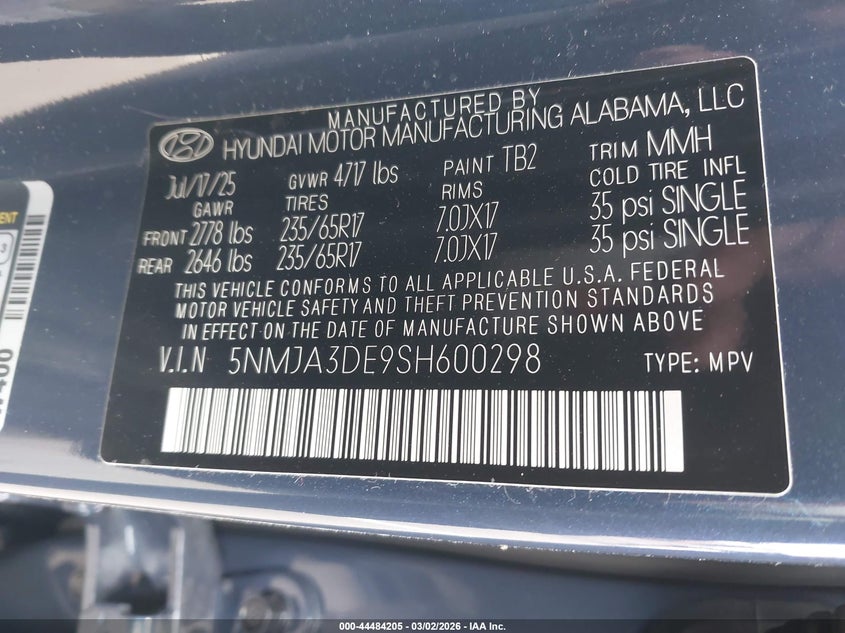 MANUFACTURED BY
HYUNDAI MOTOR MANUFACTURING ALABAMA, LLC
Jul/17/25 GVWR 4717 lbs PAINT TB2 TRIM MMH
GAWR TIRES RIMS COLD TIRE INFL
FRONT 2778 lbs 235/65R17 7.0JX17 35 psi SINGLE
REAR 2646 lbs 235/65R17 7.0JX17 35 psi SINGLE
THIS VEHICLE CONFORMS TO ALL APPLICABLE U.S.A. FEDERAL
MOTOR VEHICLE SAFETY AND THEFT PREVENTION STANDARDS
IN EFFECT ON THE DATE OF MANUFACTURE SHOWN ABOVE
V.I.N 5NMJA3DE9SH600298 TYPE: MPV
000-44484205 - 03/02/2026 - IAA Inc.